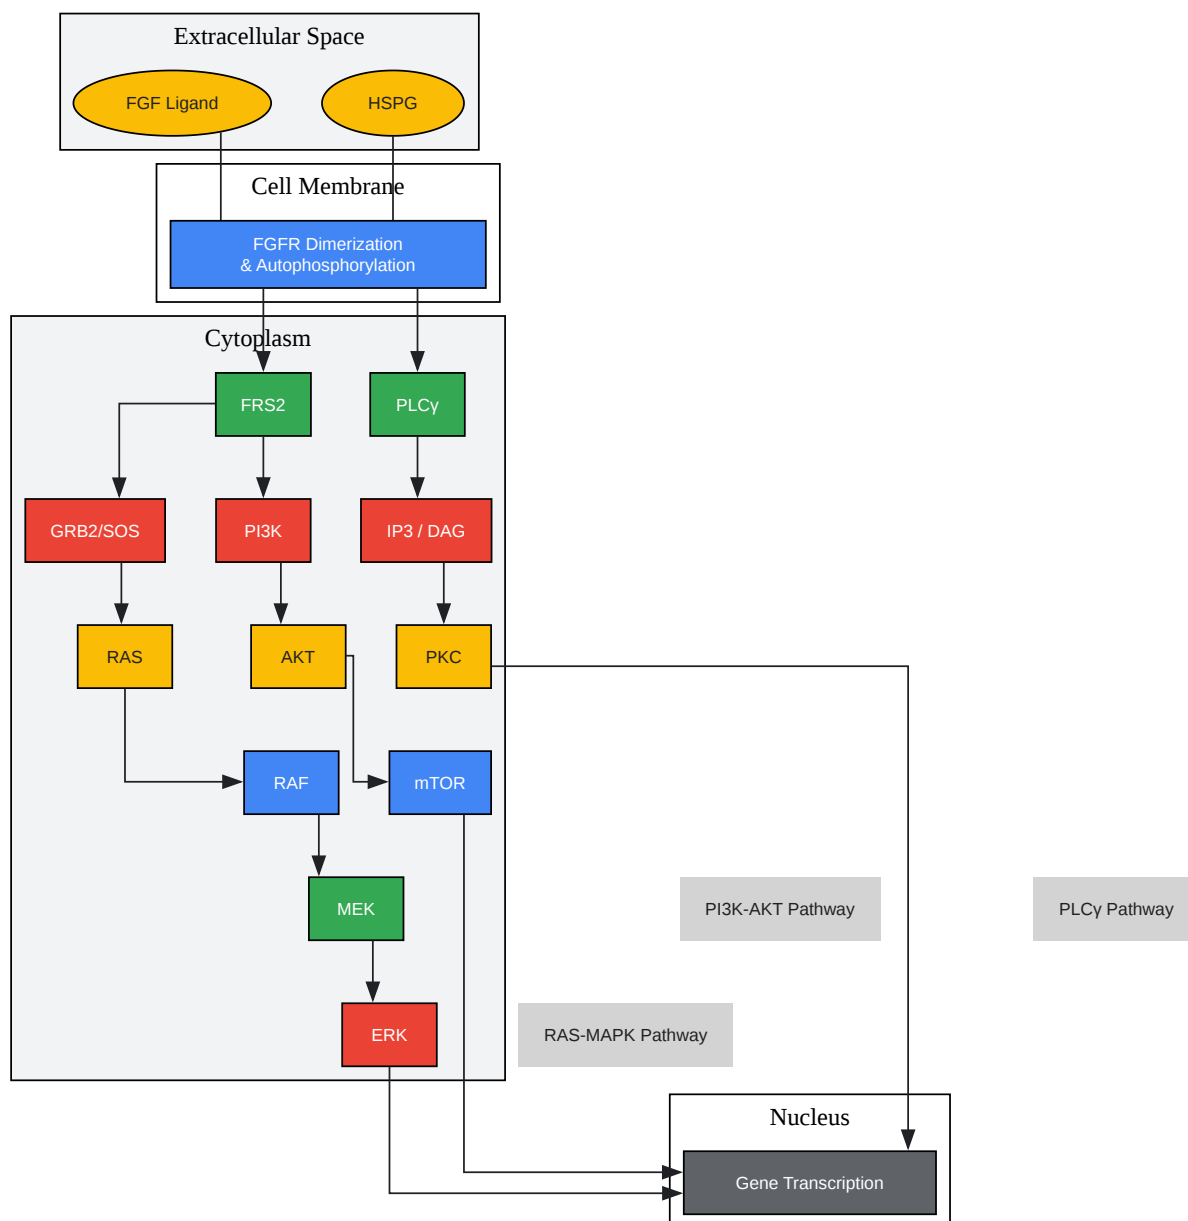 Extracellular Space
FGF Ligand
HSPG
Cell Membrane
FGFR Dimerization
& Autophosphorylation
Cytoplasm
FRS2
PLCγ
GRB2/SOS
PI3K
IP3 / DAG
RAS
AKT
PKC
RAF
mTOR
MEK
PI3K-AKT Pathway
PLCγ Pathway
ERK
RAS-MAPK Pathway
Nucleus
Gene Transcription